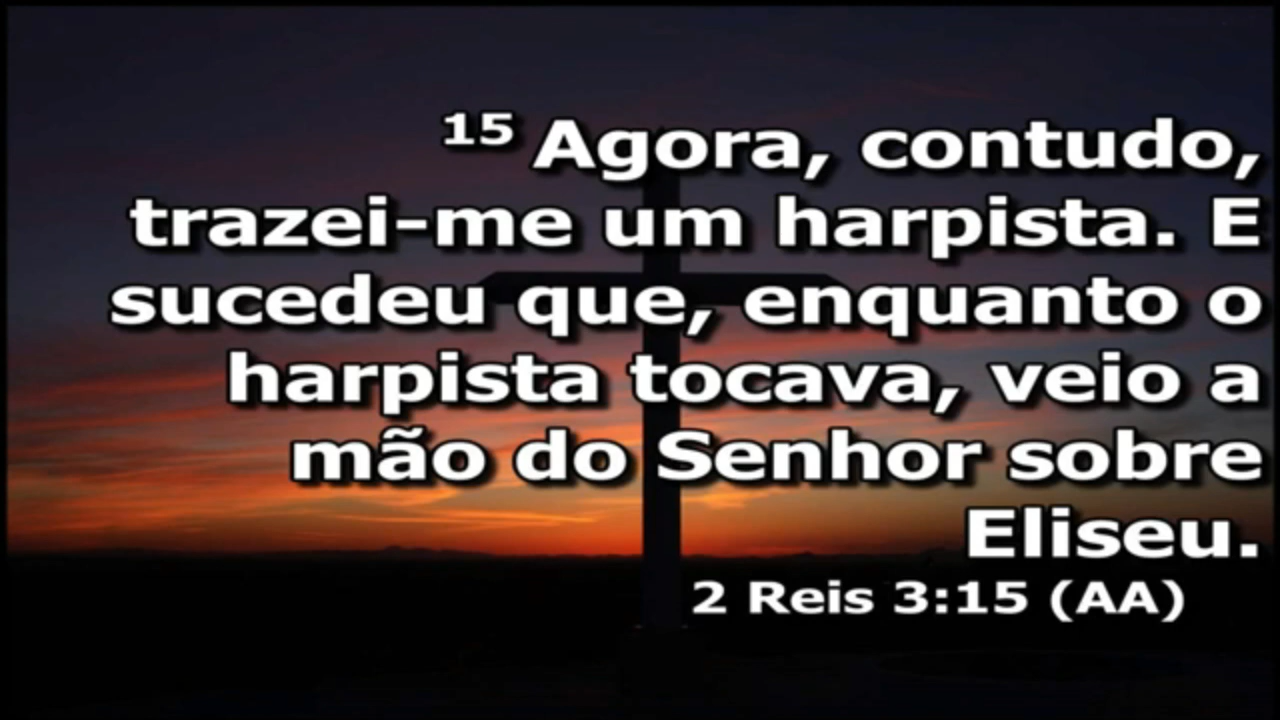 15 Agora, contudo,
trazei-me um harpista. E
sucedeu que, enquanto o
harpista tocava, veio a
mão do Senhor sobre
Eliseu.
2 Reis 3:15 (AA)